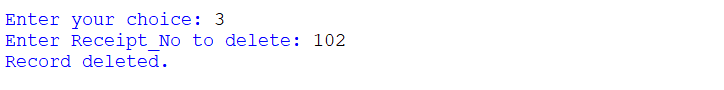 Enter your choice: 3
Enter Receipt_No to delete: 102
Record deleted.